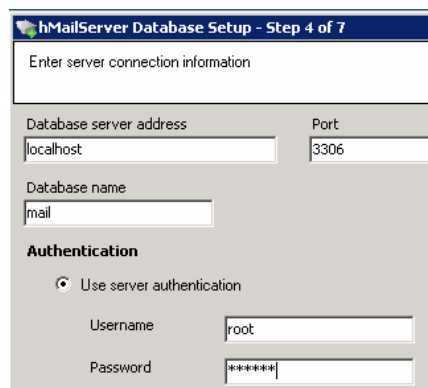 hMailServer Database Setup - Step 4 of 7
Enter server connection information
Database server address Port
localhost 3306
Database name
mail
Authentication
Use server authentication
Username root
Password ******